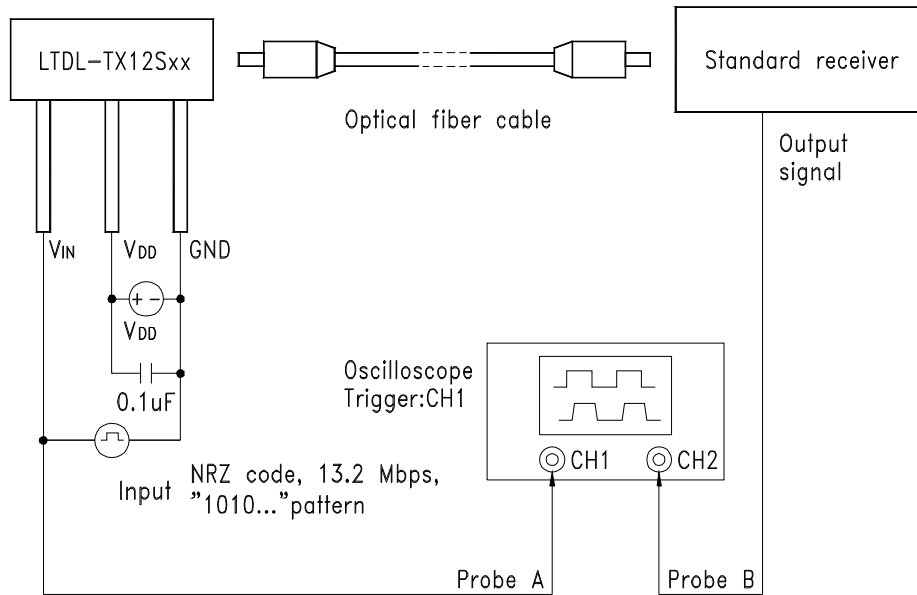 LTDL-TX12Sxx
Standard receiver
Optical fiber cable
Output
signal
VIN
VDD
GND
+ -
VDD
0.1uF
Oscilloscope
Trigger:CH1
CH1
CH2
Input
NRZ code, 13.2 Mbps,
"1010..."pattern
Probe A
Probe B